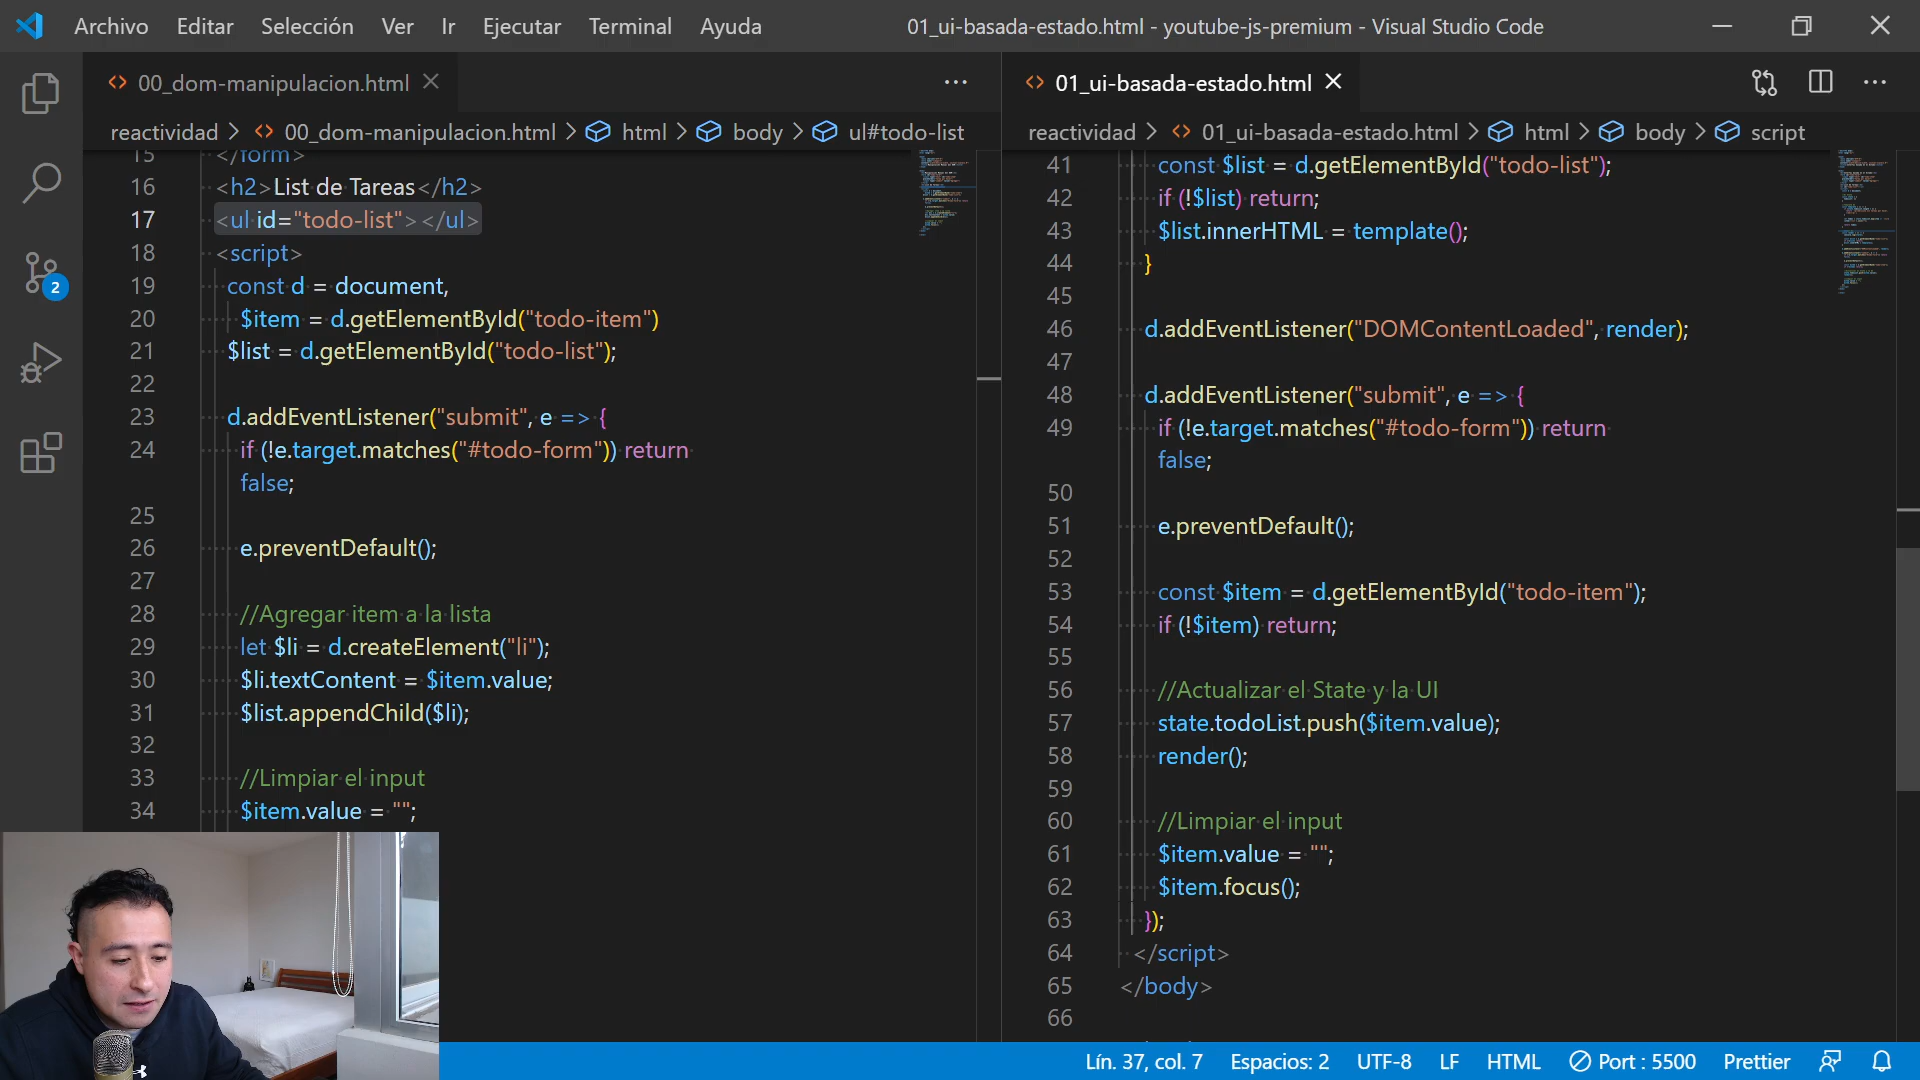 Archivo Editar Selección Ver Ir Ejecutar Terminal Ayuda
01_ui-basada-estado.html - youtube-js-premium - Visual Studio Code
00_dom-manipulacion.html
reactividad > 00_dom-manipulacion.html > html > body > ul#todo-list
15 </form>
16 <h2>List de Tareas</h2>
17 <ul id="todo-list"></ul>
18 <script>
19 const d = document,
20 $item = d.getElementById("todo-item")
21 $list = d.getElementById("todo-list");
22
23 d.addEventListener("submit", e => {
24 if (!e.target.matches("#todo-form")) return
false;
25
26 e.preventDefault();
27
28 //Agregar item a la lista
29 let $li = d.createElement("li");
30 $li.textContent = $item.value;
31 $list.appendChild($li);
32
33 //Limpiar el input
34 $item.value = "";
2
01_ui-basada-estado.html
reactividad > 01_ui-basada-estado.html > html > body > script
41 const $list = d.getElementById("todo-list");
42 if (!$list) return;
43 $list.innerHTML = template();
44 }
45
46 d.addEventListener("DOMContentLoaded", render);
47
48 d.addEventListener("submit", e => {
49 if (!e.target.matches("#todo-form")) return
false;
50
51 e.preventDefault();
52
53 const $item = d.getElementById("todo-item");
54 if (!$item) return;
55
56 //Actualizar el State y la UI
57 state.todoList.push($item.value);
58 render();
59
60 //Limpiar el input
61 $item.value = "";
62 $item.focus();
63 });
64 </script>
65 </body>
66
Lín. 37, col. 7 Espacios: 2 UTF-8 LF HTML Port : 5500 Prettier